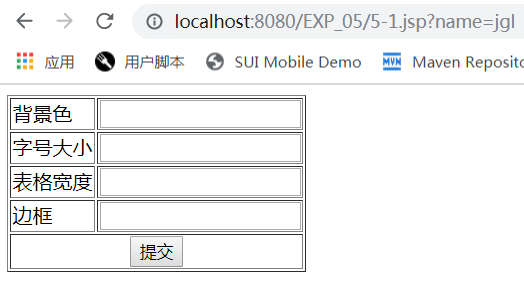 localhost:8080/EXP_05/5-1.jsp?name=jgl
应用 用户脚本 SUI Mobile Demo MVN Maven Reposito
背景色
字号大小
表格宽度
边框
提交